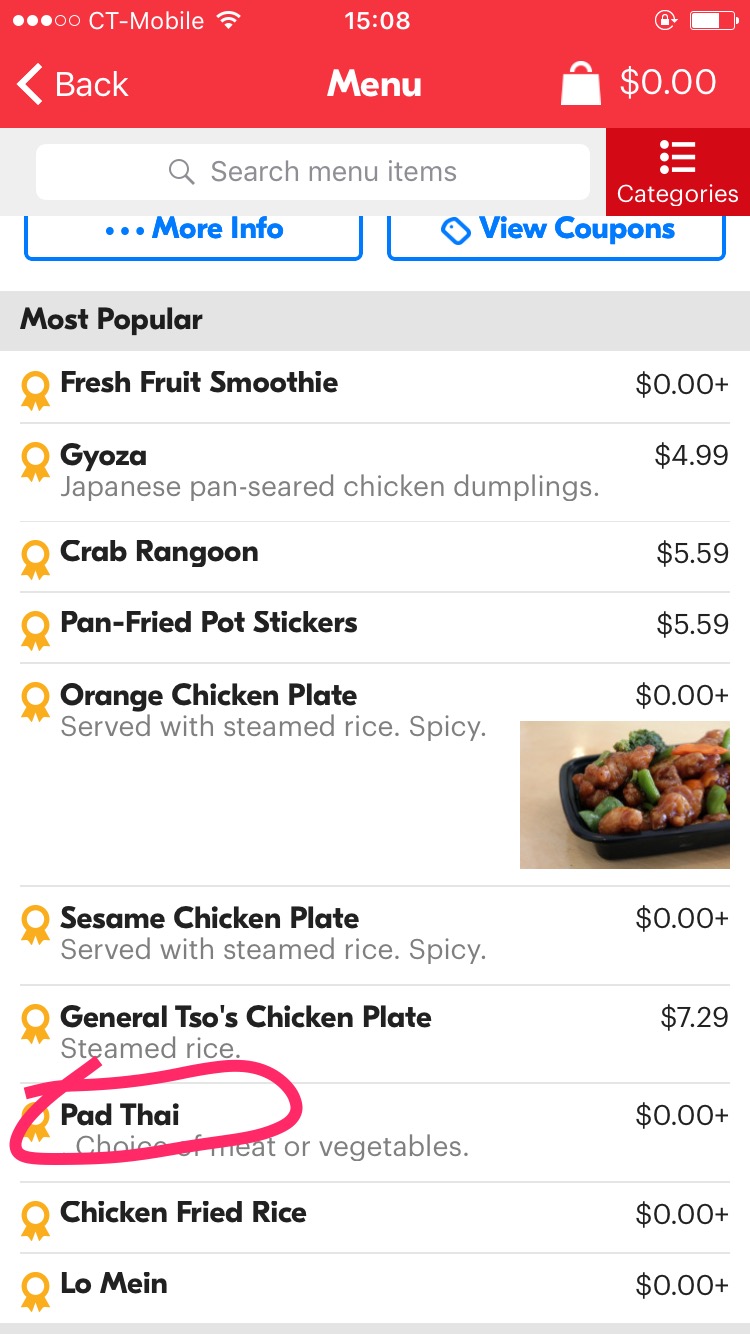 CT-Mobile 15:08
Back Menu $0.00
Search menu items
Categories
More Info View Coupons
Most Popular
Fresh Fruit Smoothie $0.00+
Gyoza $4.99
Japanese pan-seared chicken dumplings.
Crab Rangoon $5.59
Pan-Fried Pot Stickers $5.59
Orange Chicken Plate $0.00+
Served with steamed rice. Spicy.
Sesame Chicken Plate $0.00+
Served with steamed rice. Spicy.
General Tso's Chicken Plate $7.29
Steamed rice.
Pad Thai $0.00+
. Choice of meat or vegetables.
Chicken Fried Rice $0.00+
Lo Mein $0.00+